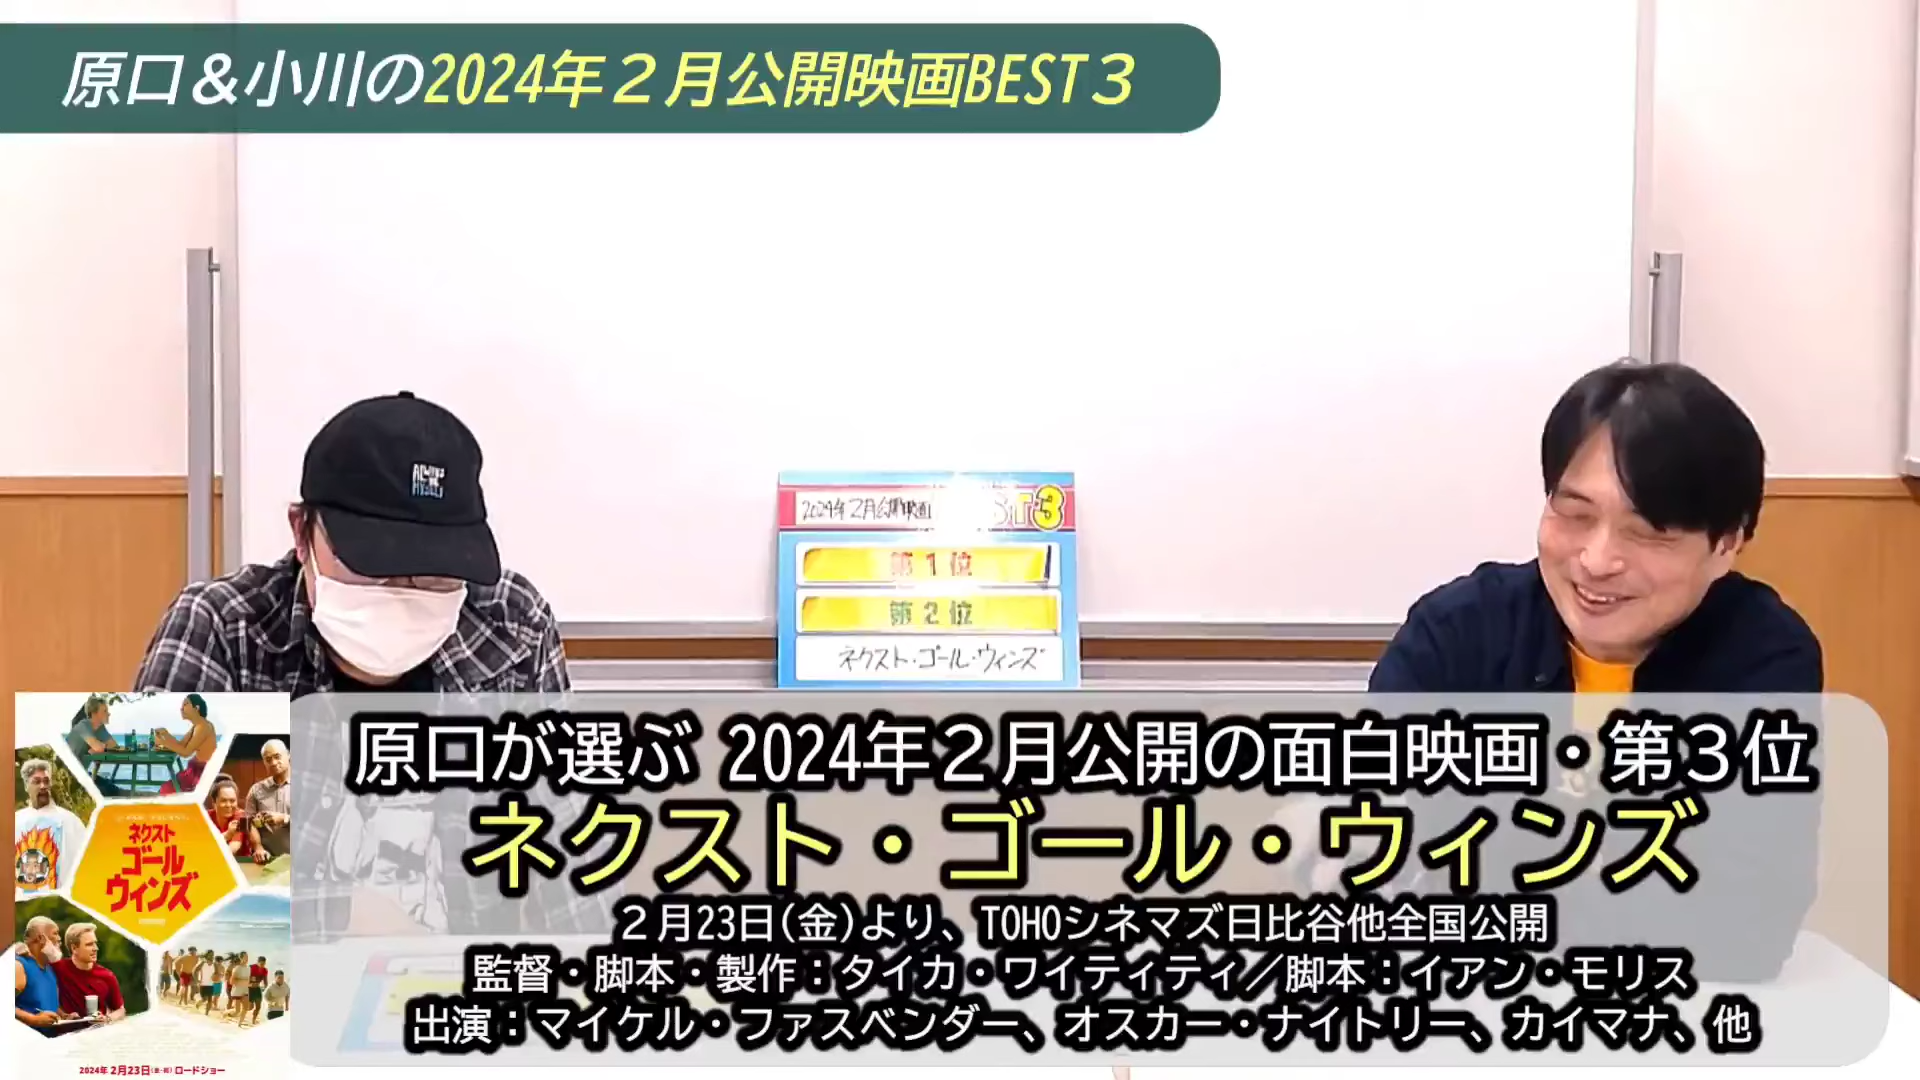 原口＆小川の2024年２月公開映画BEST３
ALWAYS
MYSELF
2024年２月公開映画 BEST3
第１位
第２位
ネクスト・ゴール・ウィンズ
原口が選ぶ 2024年２月公開の面白映画・第３位
ネクスト・ゴール・ウィンズ
２月23日(金)より、TOHOシネマズ日比谷他全国公開
監督・脚本・製作：タイカ・ワイティティ／脚本：イアン・モリス
出演：マイケル・ファスベンダー、オスカー・ナイトリー、カイマナ、他
ネクスト
ゴール
ウィンズ
2024年 2月23日(金・祝) ロードショー